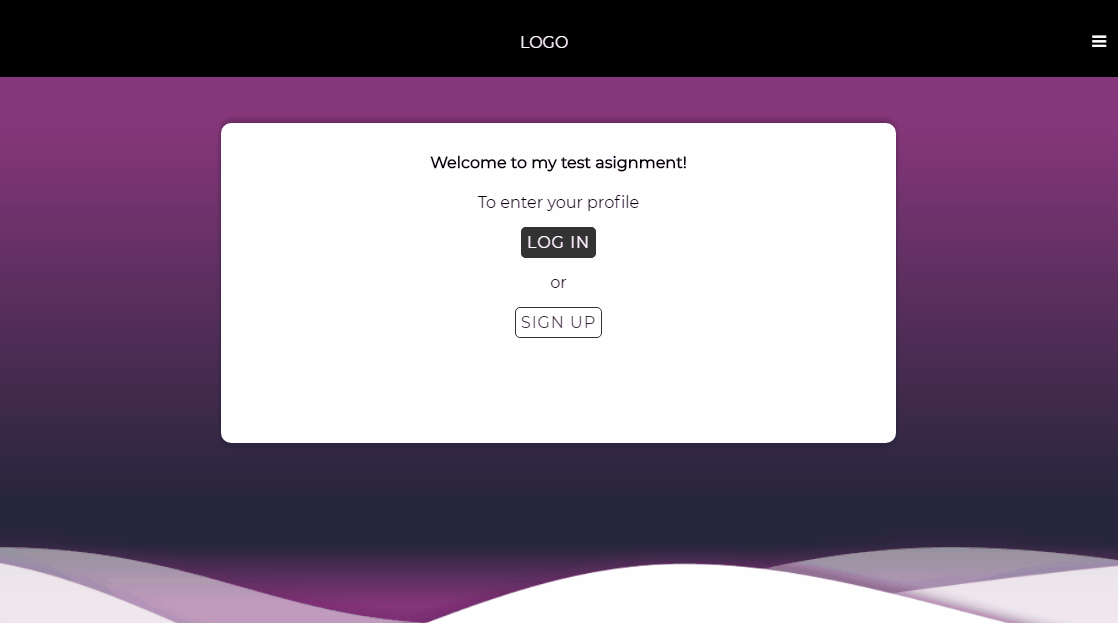 LOGO
Welcome to my test asignment!
To enter your profile
LOG IN
or
SIGN UP